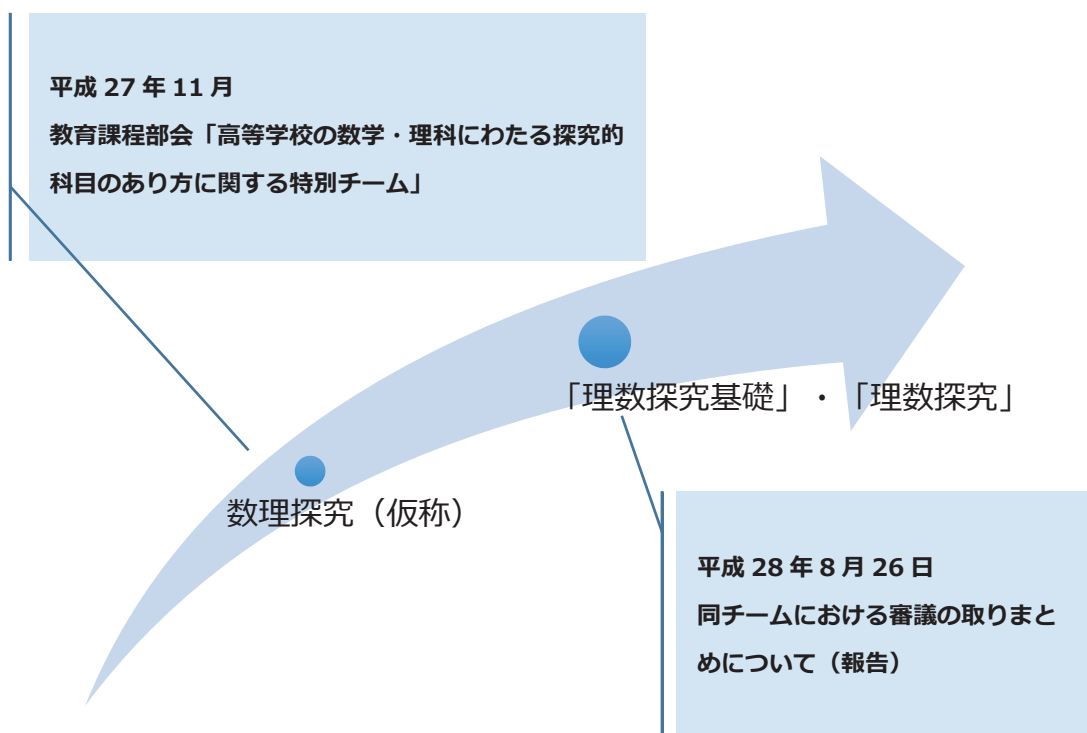 平成 27 年 11 月
教育課程部会「高等学校の数学・理科にわたる探究的
科目のあり方に関する特別チーム」
「理数探究基礎」・「理数探究」
数理探究（仮称）
平成 28 年 8 月 26 日
同チームにおける審議の取りまと
めについて（報告）